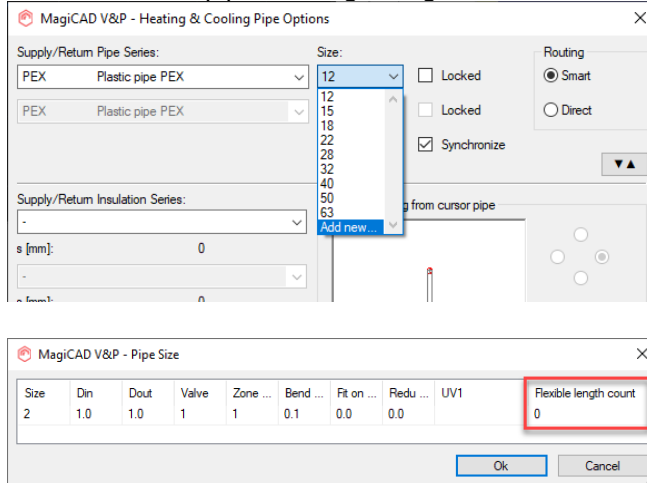 MagiCAD V&P - Heating & Cooling Pipe Options
Supply/Return Pipe Series: Size: Routing
PEX Plastic pipe PEX 12 Locked Smart
12
PEX Plastic pipe PEX 15 Locked Direct
18
22 Synchronize
28
32
40
50
Supply/Return Insulation Series: 63 from cursor pipe
- Add new...
s [mm]: 0
-
MagiCAD V&P - Pipe Size
Size Din Dout Valve Zone ... Bend ... Fit on ... Redu ... UV1 Flexible length count
2 1.0 1.0 1 1 0.1 0.0 0.0 0
Ok Cancel